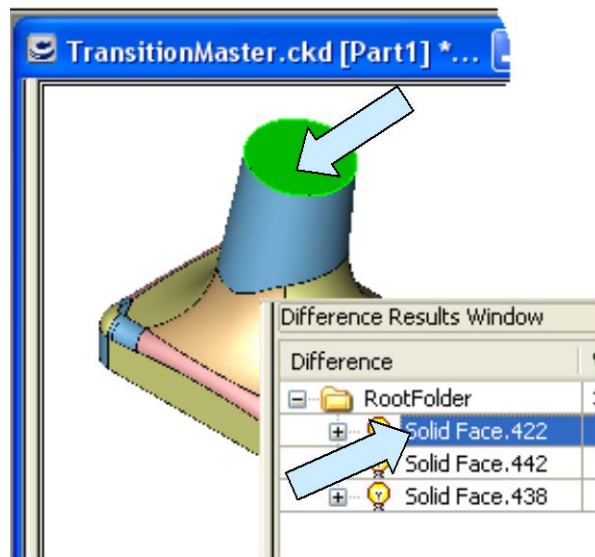 TransitionMaster.ckd [Part1] *...
Difference Results Window
Difference
RootFolder
Solid Face.422
Solid Face.442
Solid Face.438